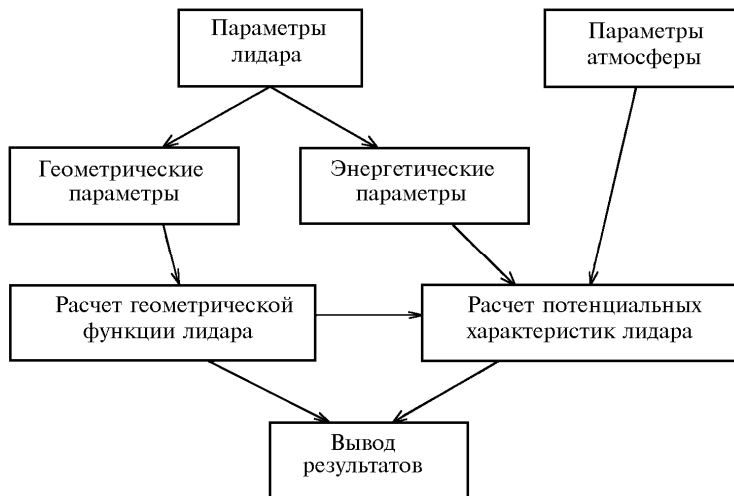 Параметры
лидара
Параметры
атмосферы
Геометрические
параметры
Энергетические
параметры
Расчет геометрической
функции лидара
Расчет потенциальных
характеристик лидара
Вывод
результатов